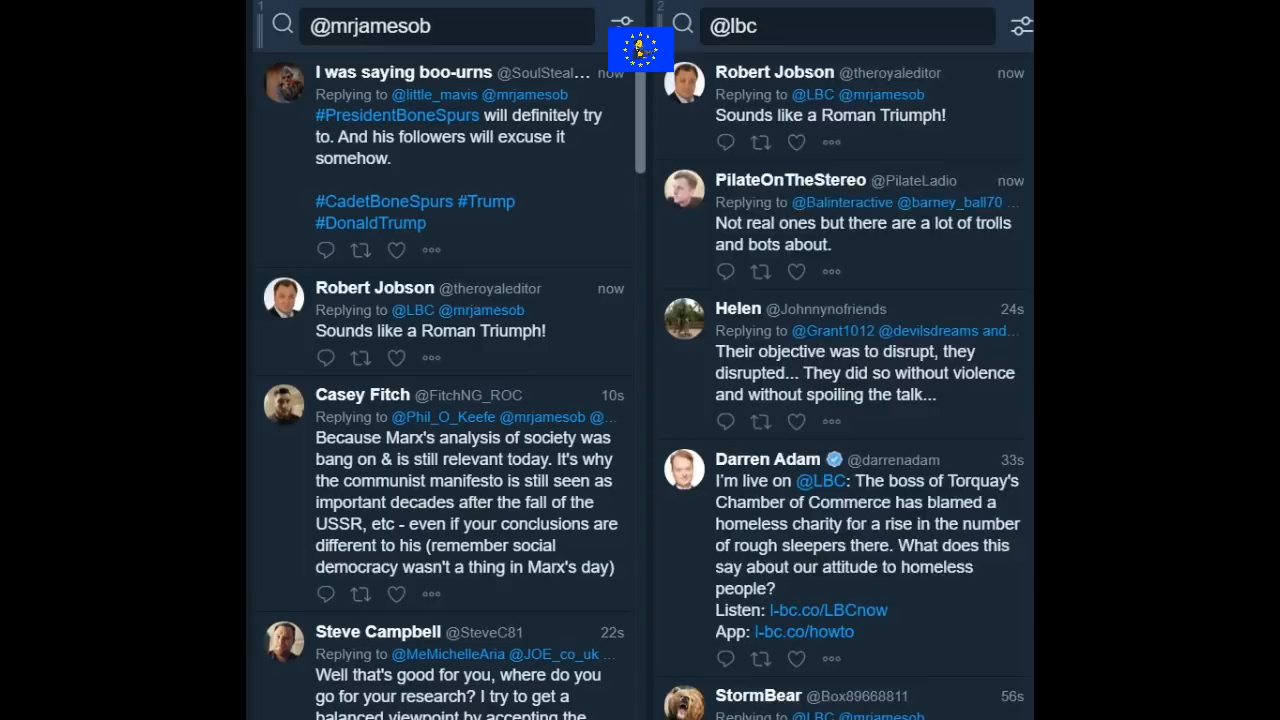 1
@mrjamesob
I was saying boo-urns @SoulSteal... now
Replying to @little_mavis @mrjamesob
#PresidentBoneSpurs will definitely try
to. And his followers will excuse it
somehow.
#CadetBoneSpurs #Trump
#DonaldTrump
Robert Jobson @theroyaleditor now
Replying to @LBC @mrjamesob
Sounds like a Roman Triumph!
Casey Fitch @FitchNG_ROC 10s
Replying to @Phil_O_Keefe @mrjamesob @...
Because Marx's analysis of society was
bang on & is still relevant today. It's why
the communist manifesto is still seen as
important decades after the fall of the
USSR, etc - even if your conclusions are
different to his (remember social
democracy wasn't a thing in Marx's day)
Steve Campbell @SteveC81 22s
Replying to @MeMichelleAria @JOE_co_uk ...
Well that's good for you, where do you
go for your research? I try to get a
balanced viewpoint by accepting the
2
@lbc
Robert Jobson @theroyaleditor now
Replying to @LBC @mrjamesob
Sounds like a Roman Triumph!
PilateOnTheStereo @PilateLadio now
Replying to @Balinteractive @barney_ball70 ...
Not real ones but there are a lot of trolls
and bots about.
Helen @Johnnynofriends 24s
Replying to @Grant1012 @devilsdreams and...
Their objective was to disrupt, they
disrupted... They did so without violence
and without spoiling the talk...
Darren Adam @darrenadam 33s
I'm live on @LBC: The boss of Torquay's
Chamber of Commerce has blamed a
homeless charity for a rise in the number
of rough sleepers there. What does this
say about our attitude to homeless
people?
Listen: l-bc.co/LBCnow
App: l-bc.co/howto
StormBear @Box89668811 56s
Replying to @LBC @mrjamesob